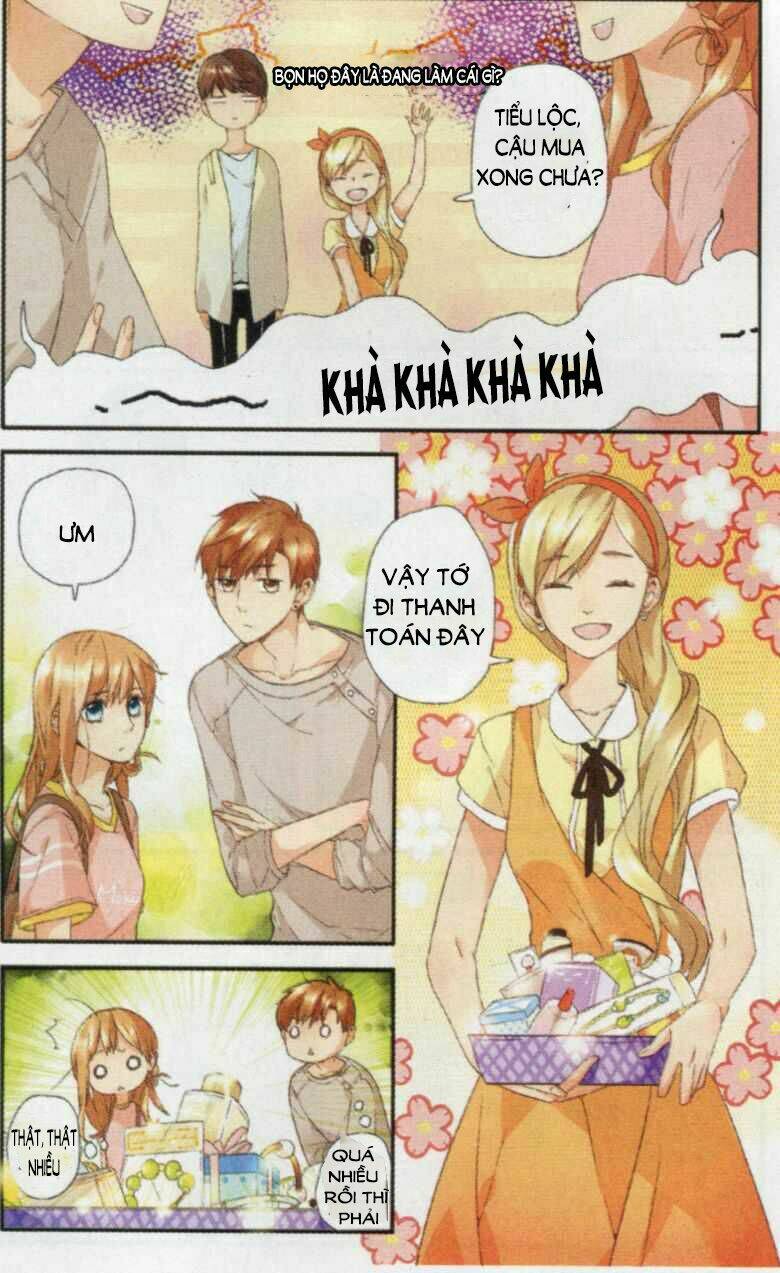 BỌN HỌ ĐÂY LÀ ĐANG LÀM CÁI GÌ?
TIỂU LỘC,
CẬU MUA
XONG CHƯA?
KHÀ KHÀ KHÀ KHÀ
ƯM
VẬY TỚ
ĐI THANH
TOÁN ĐÂY
THẬT, THẬT
NHIỀU
QUÁ
NHIỀU
RỒI THÌ
PHẢI